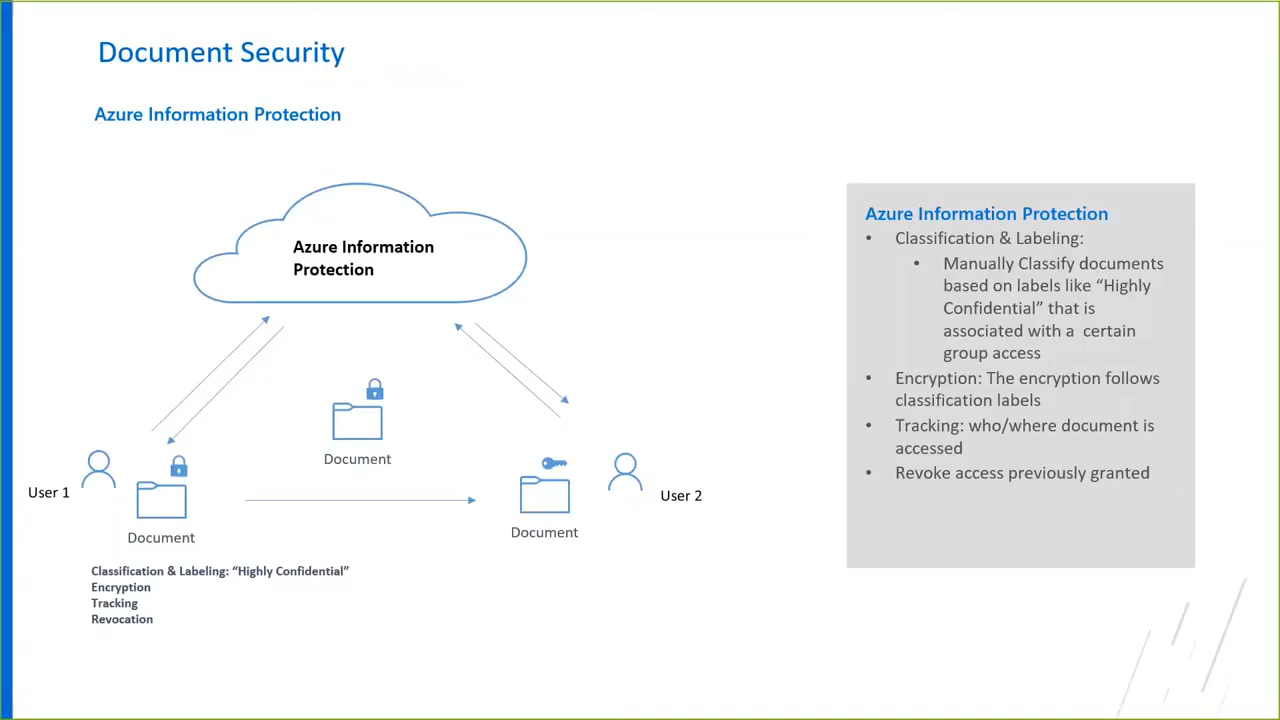 Document Security
Azure Information Protection
Azure Information
Protection
Document
User 1
Document
Document
User 2
Classification & Labeling: “Highly Confidential”
Encryption
Tracking
Revocation
Azure Information Protection
• Classification & Labeling:
• Manually Classify documents
based on labels like “Highly
Confidential” that is
associated with a certain
group access
• Encryption: The encryption follows
classification labels
• Tracking: who/where document is
accessed
• Revoke access previously granted